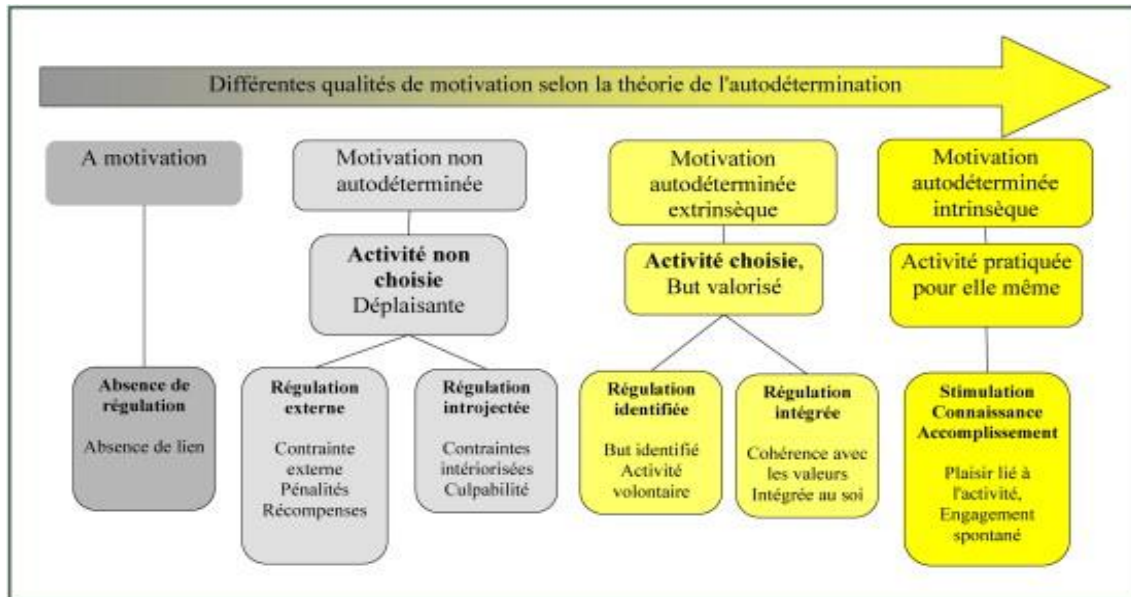 Différentes qualités de motivation selon la théorie de l'autodétermination
A motivation
Motivation non
autodéterminée
Motivation
autodéterminée
extrinsèque
Motivation
autodéterminée
intrinsèque
Activité non
choisie
Déplaisante
Activité choisie,
But valorisé
Activité pratiquée
pour elle même
Absence de
régulation
Absence de lien
Régulation
externe
Contrainte
externe
Pénalités
Récompenses
Régulation
introjectée
Contraintes
intériorisées
Culpabilité
Régulation
identifiée
But identifié
Activité
volontaire
Régulation
intégrée
Cohérence avec
les valeurs
Intégrée au soi
Stimulation
Connaissance
Accomplissement
Plaisir lié à
l'activité,
Engagement
spontané